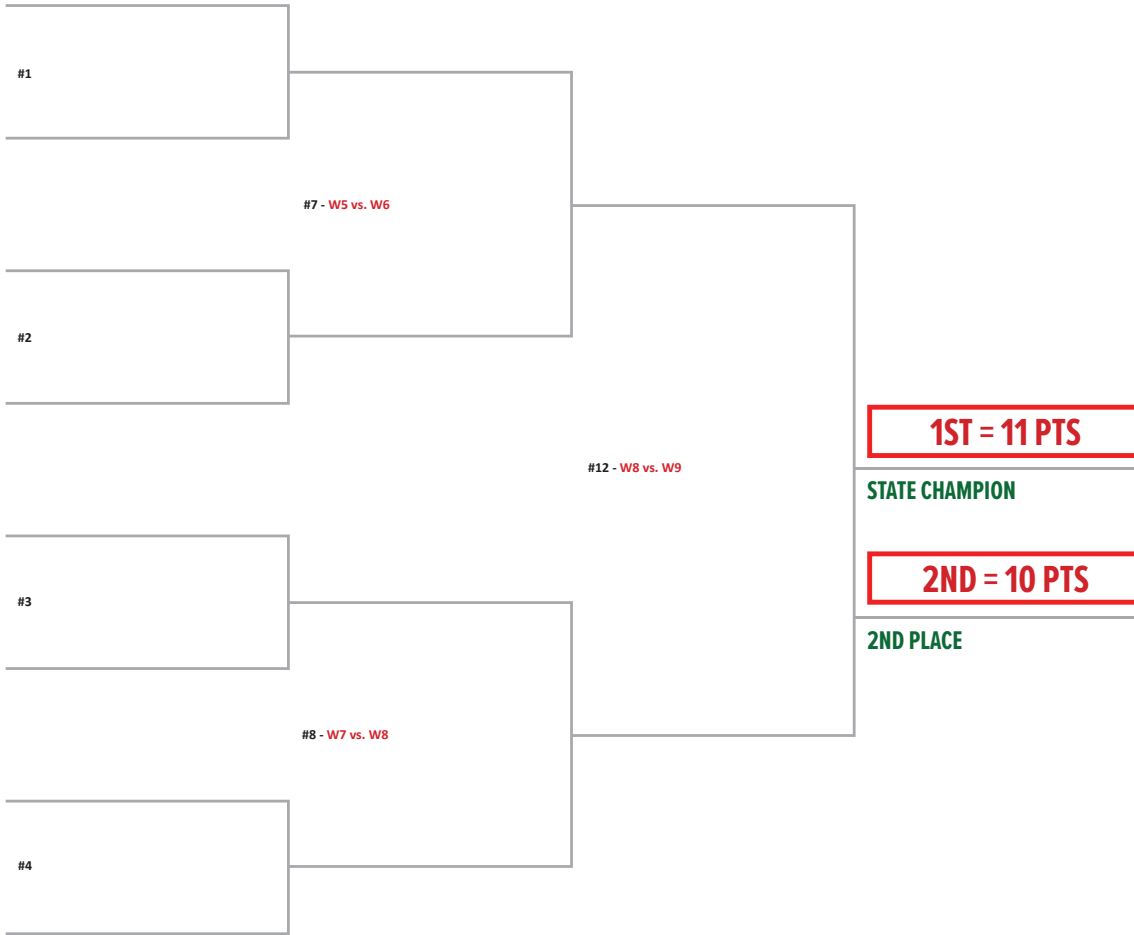 #1
#7 - W5 vs. W6
#2
1ST = 11 PTS
#12 - W8 vs. W9
STATE CHAMPION
2ND = 10 PTS
#3
2ND PLACE
#8 - W7 vs. W8
#4